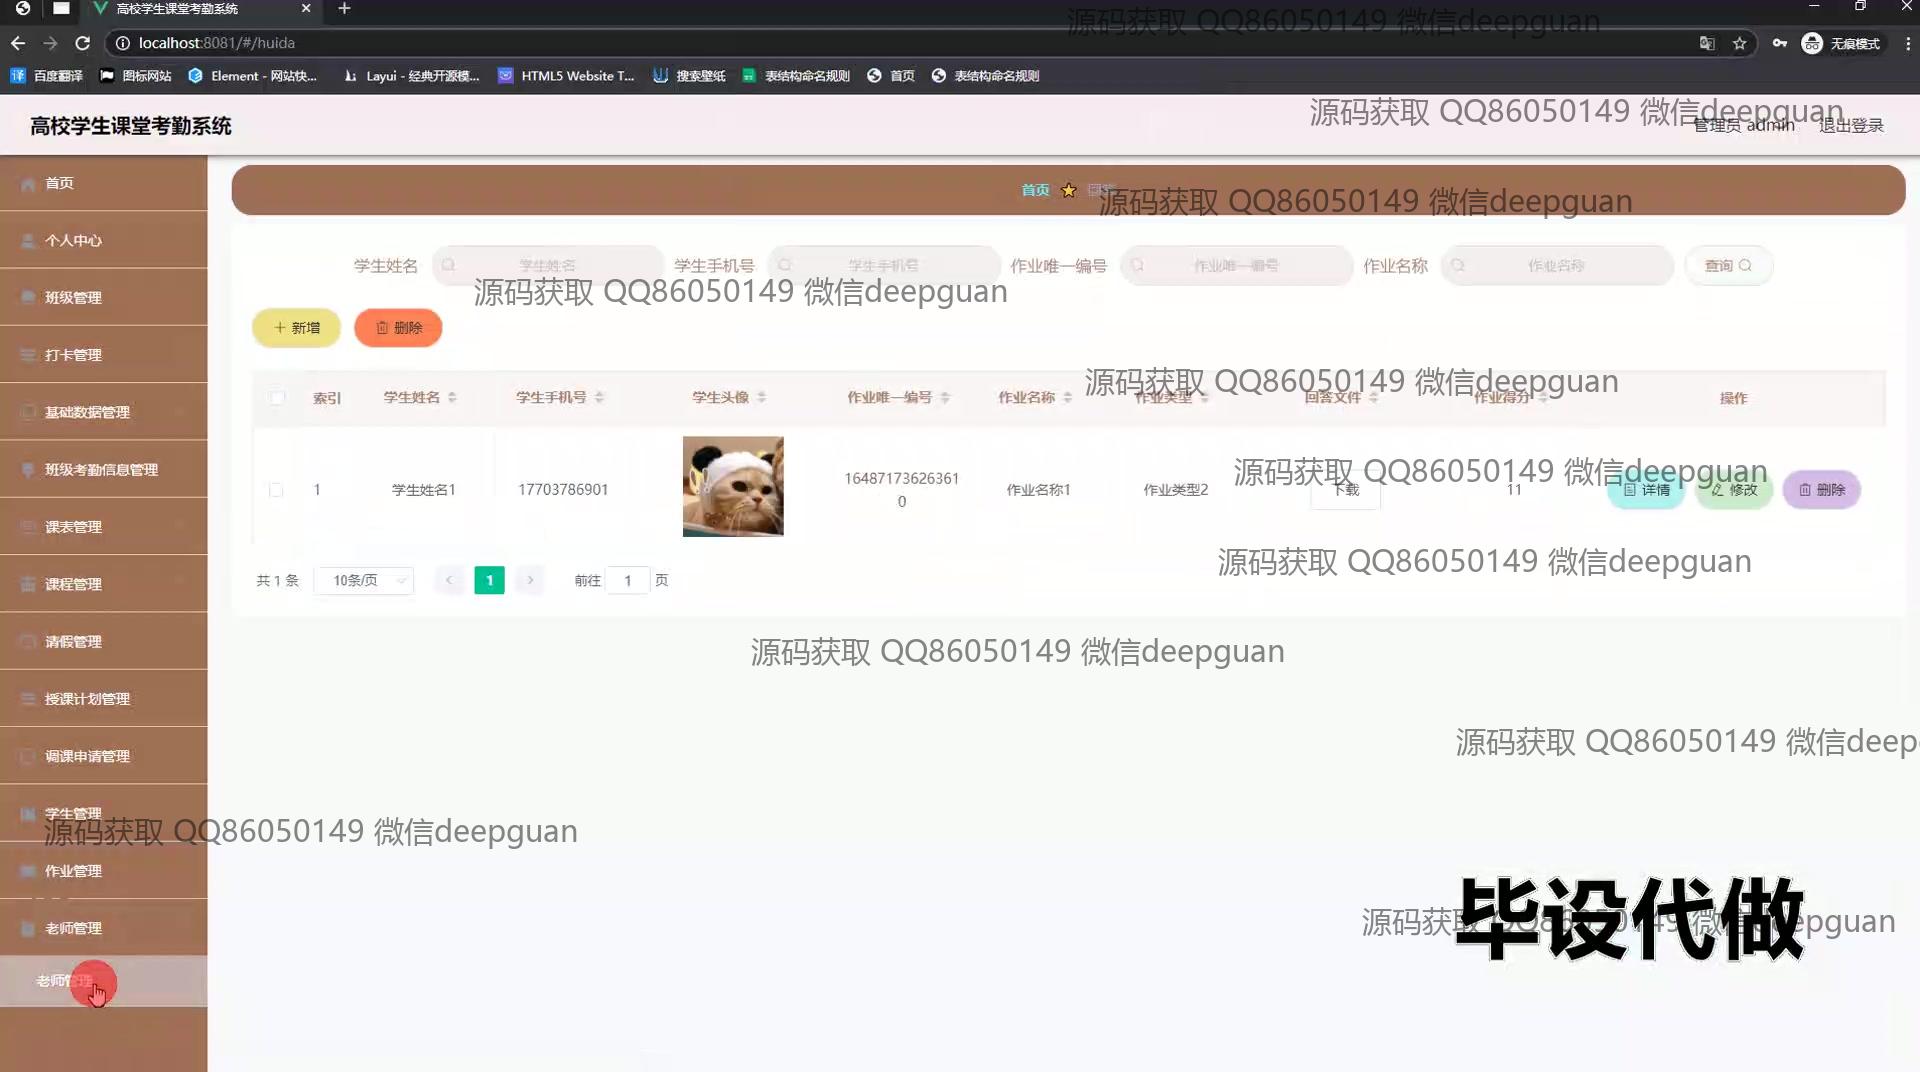 高校学生课堂考勤系统
localhost:8081/#/huida
无痕模式
百度翻译 图标网站 Element - 网站快... Layui - 经典开源模... HTML5 Website T... 搜索壁纸 表结构命名规则 首页 表结构命名规则
源码获取 QQ86050149 微信deepguan
高校学生课堂考勤系统
管理员 admin 退出登录
源码获取 QQ86050149 微信deepguan
首页
个人中心
班级管理
打卡管理
基础数据管理
班级考勤信息管理
课表管理
课程管理
请假管理
授课计划管理
调课申请管理
学生管理
作业管理
老师管理
老师管理
首页
源码获取 QQ86050149 微信deepguan
学生姓名 学生姓名 学生手机号 学生手机号 作业唯一编号 作业唯一编号 作业名称 作业名称 查询
源码获取 QQ86050149 微信deepguan
新增 删除
源码获取 QQ86050149 微信deepguan
索引 学生姓名 学生手机号 学生头像 作业唯一编号 作业名称 作业类型 回答文件 作业得分 操作
源码获取 QQ86050149 微信deepguan
1 学生姓名1 17703786901 16487173626361
0 作业名称1 作业类型2 下载 11 详情 修改 删除
源码获取 QQ86050149 微信deepguan
共 1 条 10条/页 1 前往 1 页
源码获取 QQ86050149 微信deepguan
源码获取 QQ86050149 微信deep
源码获取 QQ86050149 微信deepguan
源码获取 QQ86050149 微信deepguan
毕设代做